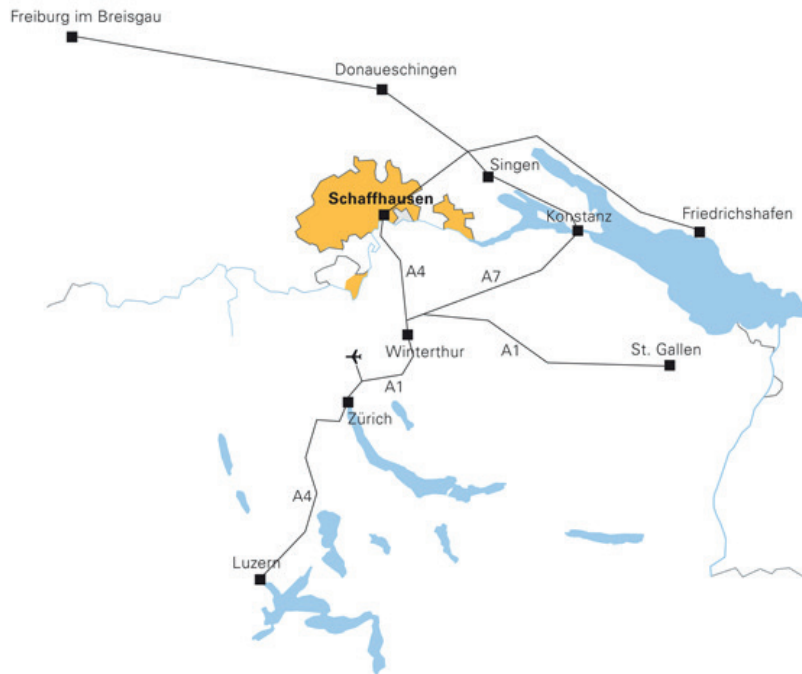 Freiburg im Breisgau
Donaueschingen
Singen
Schaffhausen
Konstanz
Friedrichshafen
A4
A7
Winterthur
A1
St. Gallen
A1
Zürich
A4
Luzern